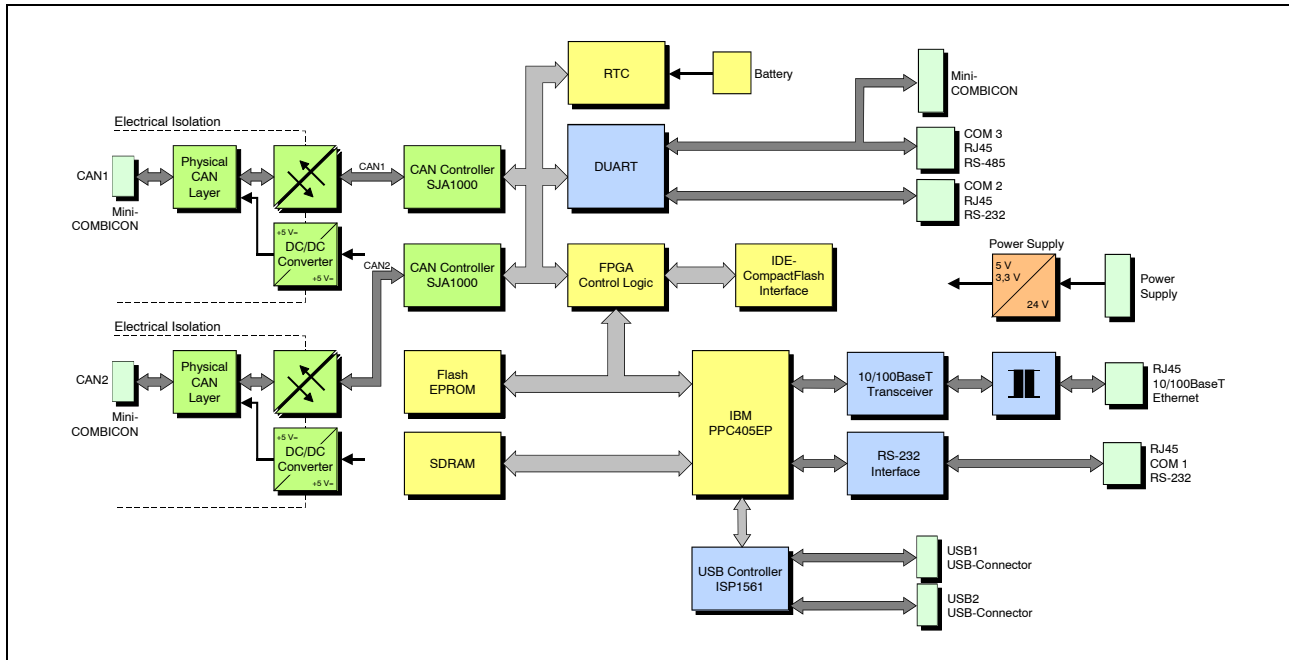 RTC
Battery
Mini-
COMBICON
Electrical Isolation
CAN1
Mini-
COMBICON
Physical
CAN
Layer
+5 V=
DC/DC
Converter
+5 V=
CAN1
CAN Controller
SJA1000
DUART
COM 3
RJ45
RS-485
COM 2
RJ45
RS-232
CAN2
CAN Controller
SJA1000
FPGA
Control Logic
IDE-
CompactFlash
Interface
Power Supply
5 V
3,3 V
24 V
Power
Supply
Electrical Isolation
CAN2
Mini-
COMBICON
Physical
CAN
Layer
+5 V=
DC/DC
Converter
+5 V=
Flash
EPROM
SDRAM
IBM
PPC405EP
10/100BaseT
Transceiver
RJ45
10/100BaseT
Ethernet
RS-232
Interface
RJ45
COM 1
RS-232
USB Controller
ISP1561
USB1
USB-Connector
USB2
USB-Connector